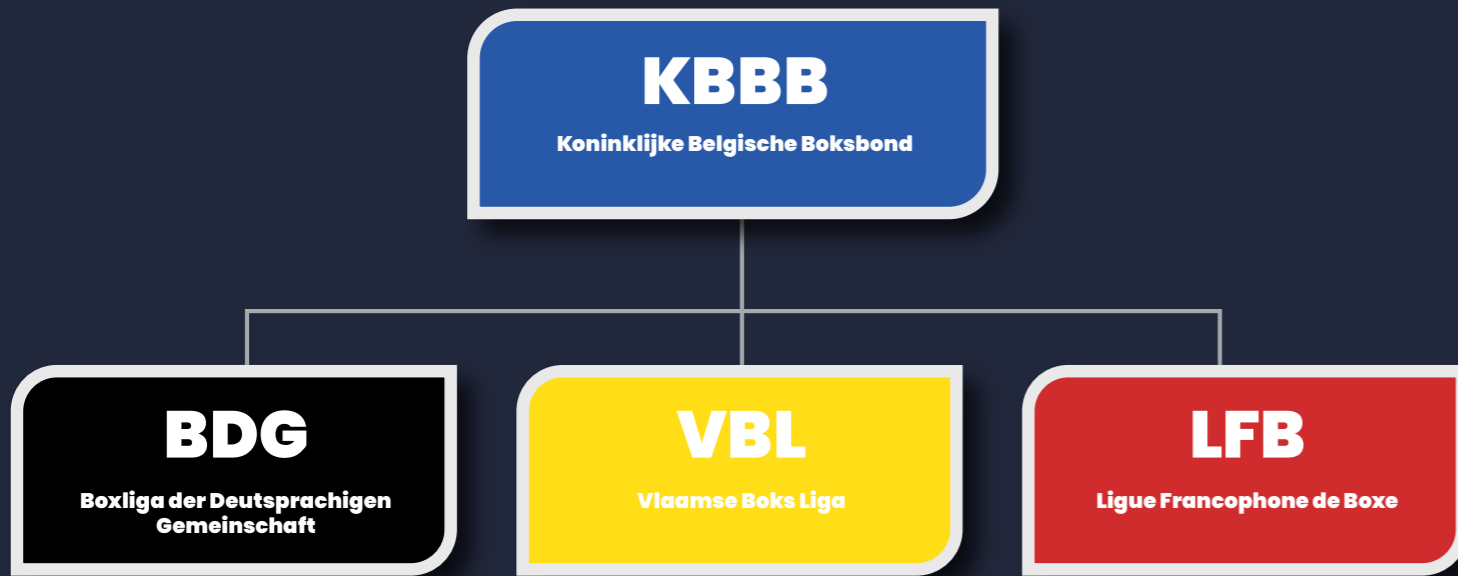 KBBB
Koninklijke Belgische Boksbond
BDG
Boxliga der Deutsprachigen
Gemeinschaft
VBL
Vlaamse Boks Liga
LFB
Ligue Francophone de Boxe